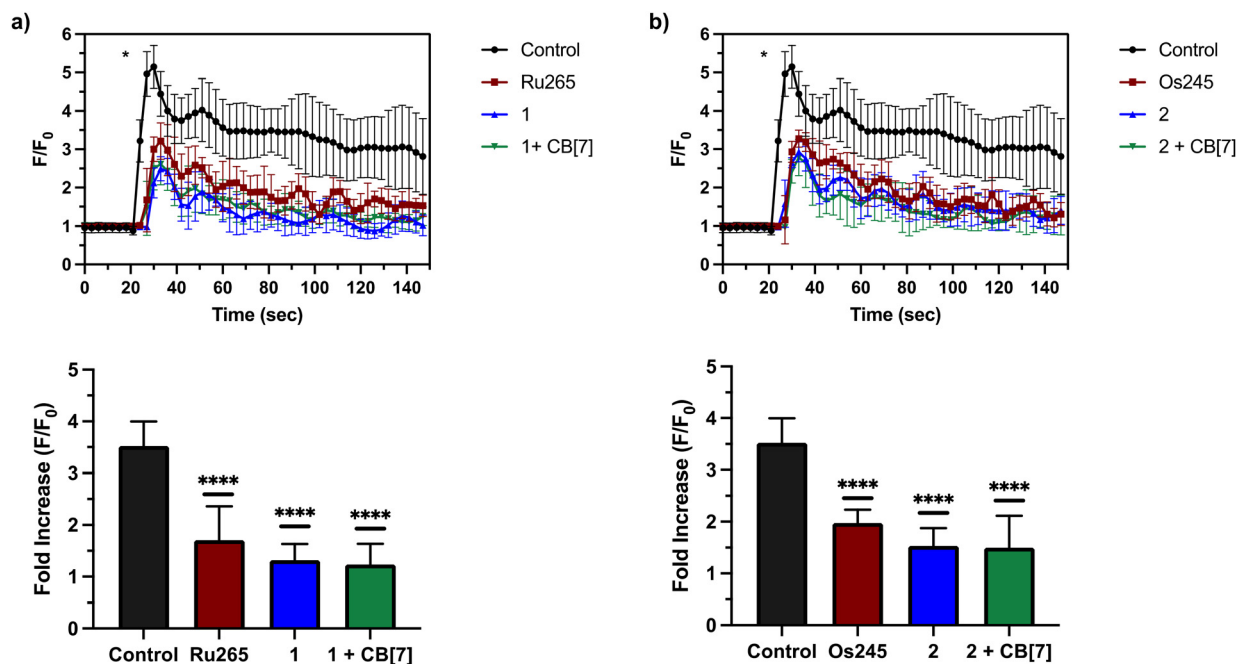 a)
6
5
4
3
2
1
0
F/F0
*
0 20 40 60 80 100 120 140
Time (sec)
Control
Ru265
1
1+ CB[7]
b)
6
5
4
3
2
1
0
F/F0
*
0 20 40 60 80 100 120 140
Time (sec)
Control
Os245
2
2 + CB[7]
5
4
3
2
1
0
Fold Increase (F/F0)
**** **** ****
Control Ru265 1 1 + CB[7]
5
4
3
2
1
0
Fold Increase (F/F0)
**** **** ****
Control Os245 2 2 + CB[7]